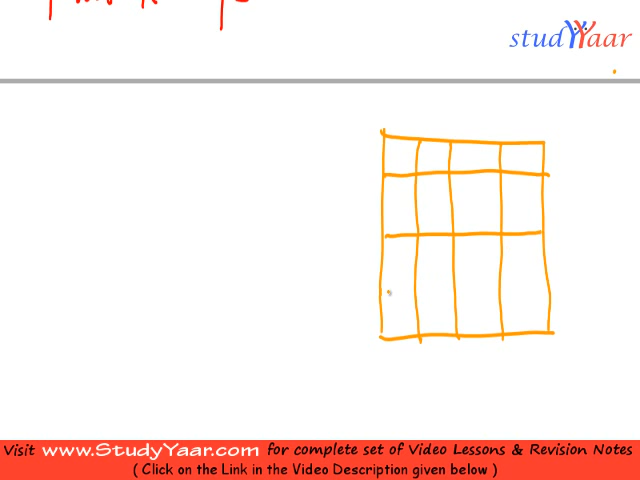 studYYaar
Visit www.StudyYaar.com for complete set of Video Lessons & Revision Notes
( Click on the Link in the Video Description given below )